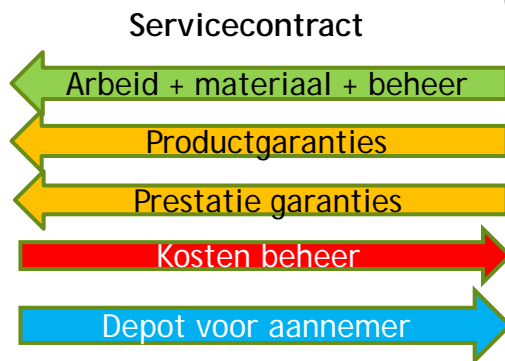 Servicecontract
Arbeid + materiaal + beheer
Productgaranties
Prestatie garanties
Kosten beheer
Depot voor aannemer